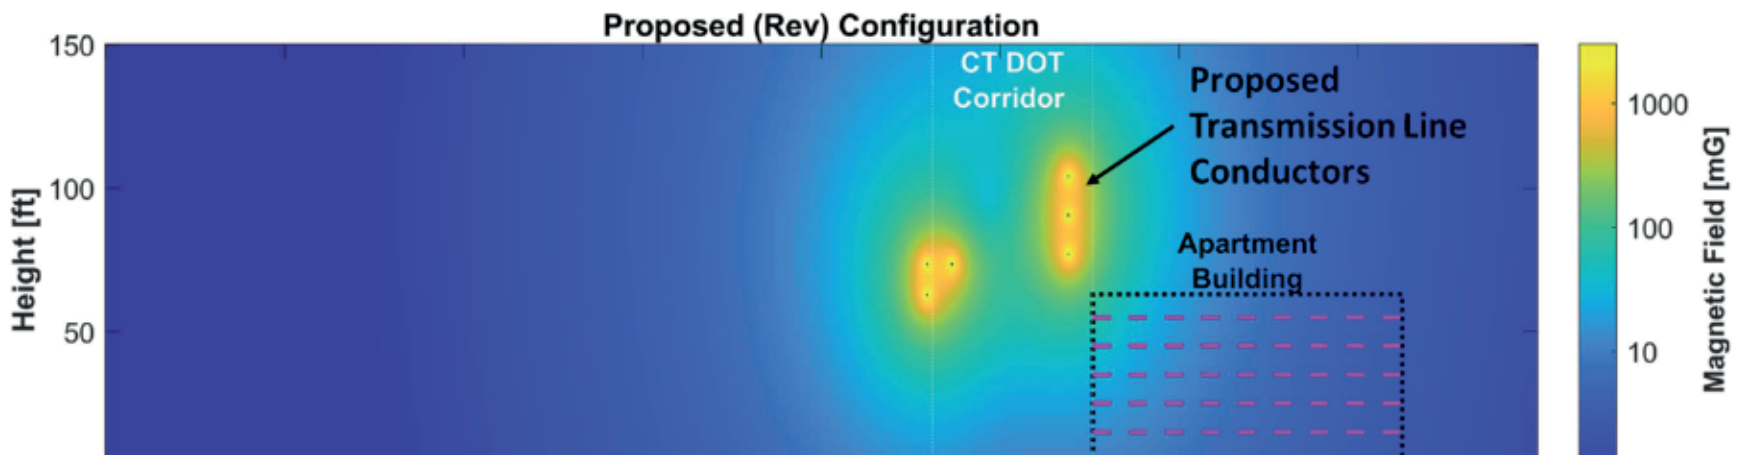 Proposed (Rev) Configuration
150
100
50
Height [ft]
CT DOT
Corridor
Proposed
Transmission Line
Conductors
Apartment
Building
1000
100
10
Magnetic Field [mG]